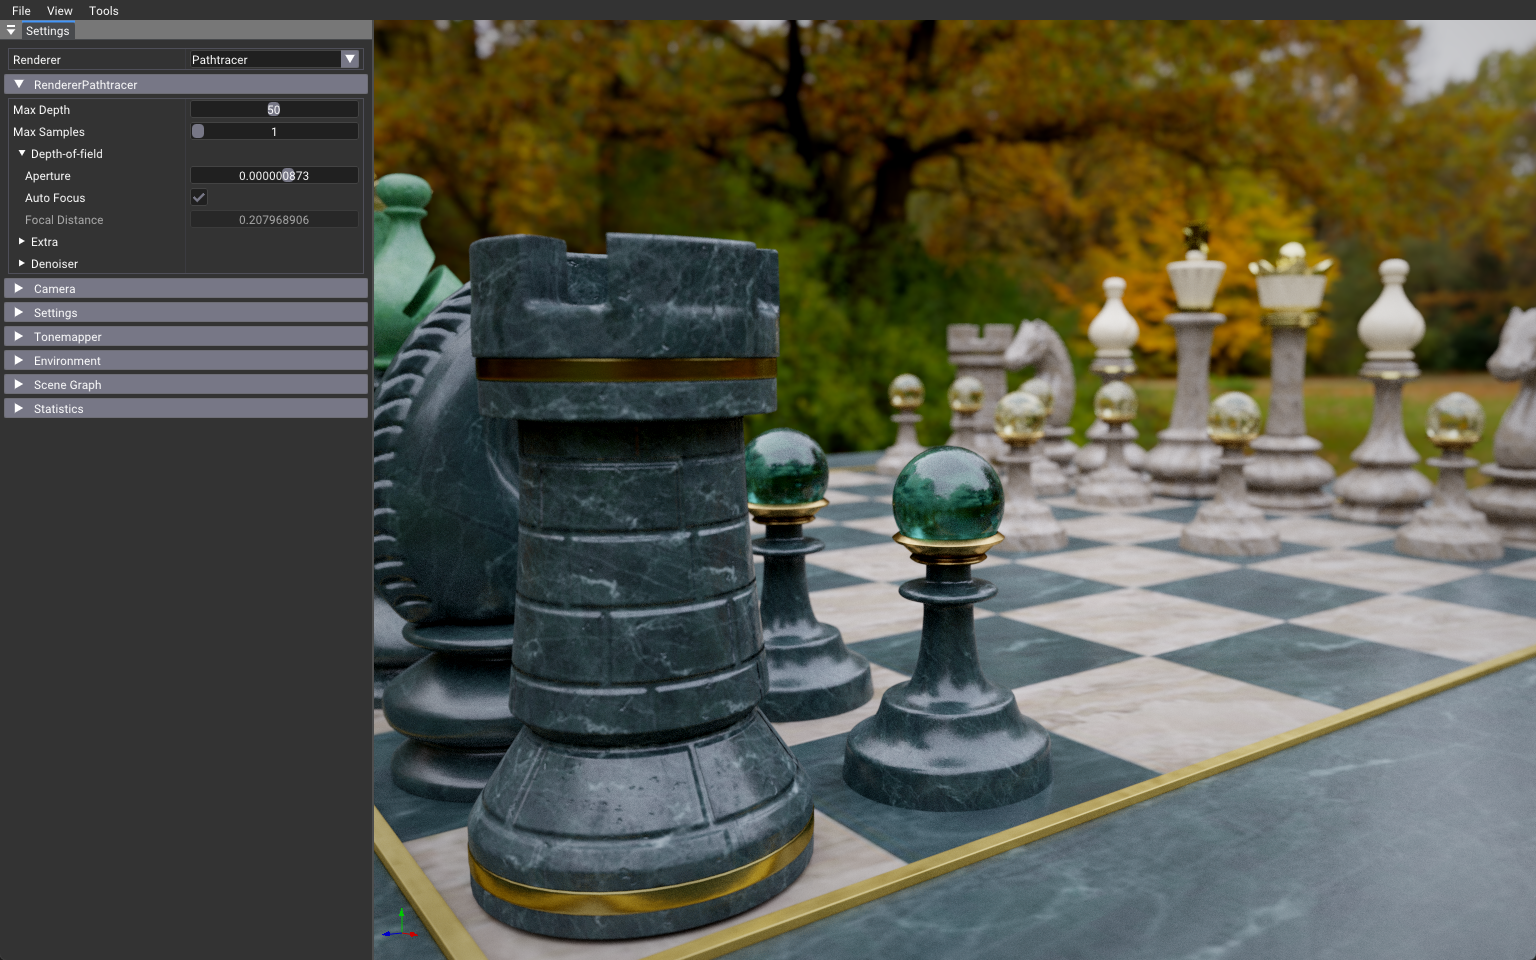 File View Tools
Settings
Renderer Pathtracer
RendererPathtracer
Max Depth 50
Max Samples 1
Depth-of-field
Aperture 0.000000873
Auto Focus
Focal Distance 0.207968906
Extra
Denoiser
Camera
Settings
Tonemapper
Environment
Scene Graph
Statistics